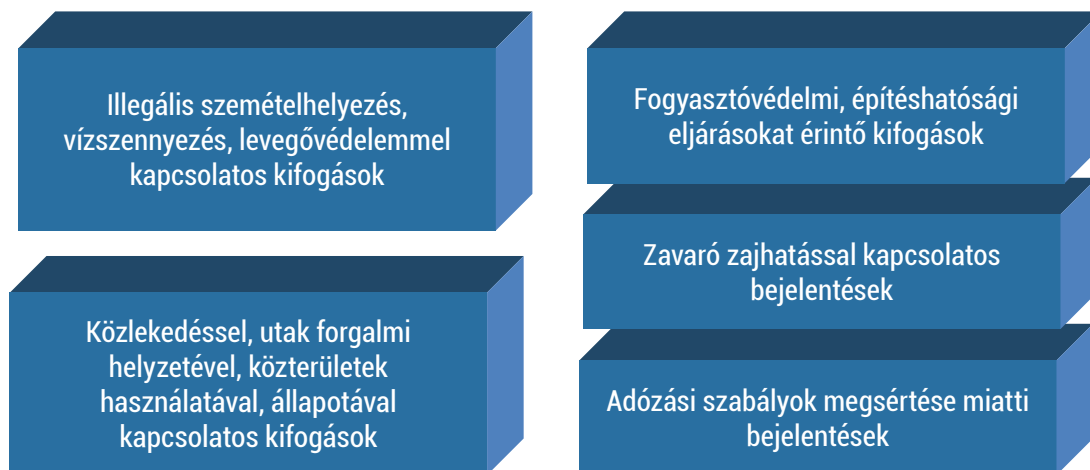 Illegális szemételhelyezés,
vízszennyezés, levegővédelemmel
kapcsolatos kifogások
Közlekedéssel, utak forgalmi
helyzetével, közterületek
használatával, állapotával
kapcsolatos kifogások
Fogyasztóvédelmi, építéshatósági
eljárásokat érintő kifogások
Zavaró zajhatással kapcsolatos
bejelentések
Adózási szabályok megsértése miatti
bejelentések